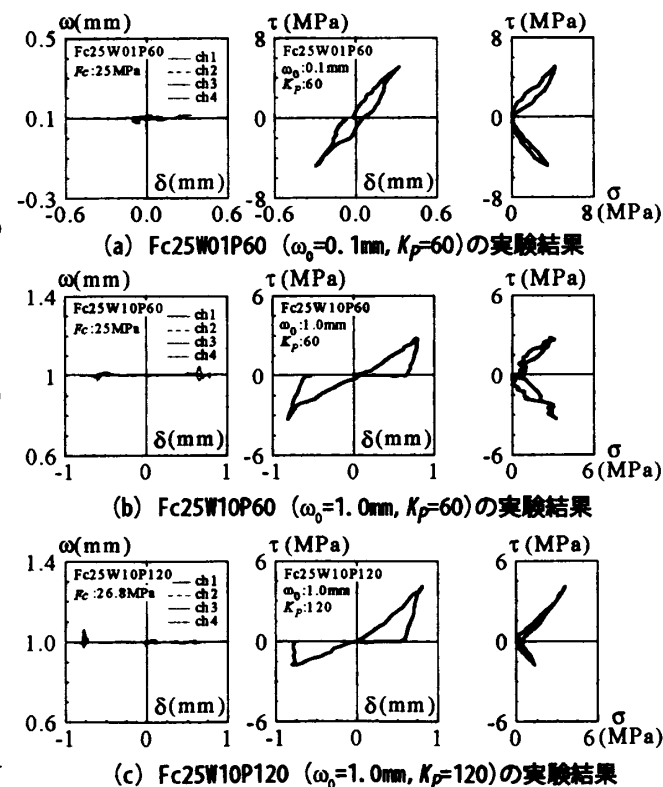 ω(mm) τ(MPa)
0.5 8 8
Fc25W01P60 ch1 Fc25W01P60
Fc:25MPa ch2 ω₀:0.1mm
ch3 Kp:60
ch4
0.1 0 0
δ(mm) δ(mm) σ
-0.3 -8 -8
-0.6 0.0 0.6 -0.6 0.0 0.6 0 8(MPa)
(a) Fc25W01P60 (ω₀=0.1mm, Kp=60)の実験結果
ω(mm) τ(MPa) τ(MPa)
1.4 6 6
Fc25W10P60 ch1 Fc25W10P60
Fc:25MPa ch2 ω₀:1.0mm
ch3 Kp:60
ch4
1 0 0
δ(mm) δ(mm) σ
0.6 -6 -6
-1 0 1 -1 0 1 0 6(MPa)
(b) Fc25W10P60 (ω₀=1.0mm, Kp=60)の実験結果
ω(mm) τ(MPa) τ(MPa)
1.4 6 6
Fc25W10P120 ch1 Fc25W10P120
Fc:26.8MPa ch2 ω₀:1.0mm
ch3 Kp:120
ch4
1.0 0 0
δ(mm) δ(mm) σ
0.6 -6 -6
-1 0 1 -1 0 1 0 6(MPa)
(c) Fc25W10P120 (ω₀=1.0mm, Kp=120)の実験結果